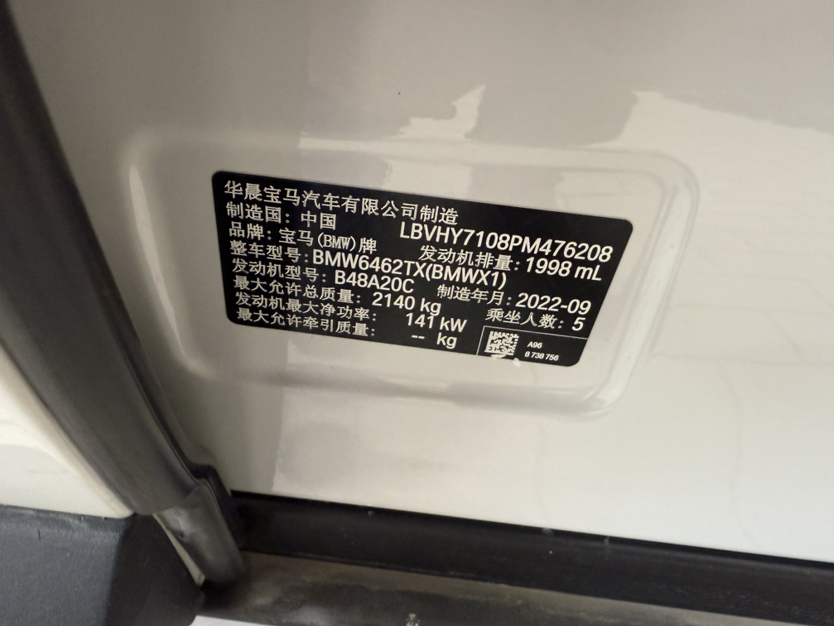 华晨宝马汽车有限公司制造
制造国：中国 LBVHY7108PM476208
品牌：宝马(BMW)牌 发动机排量：1998 mL
整车型号：BMW6462TX(BMWX1)
发动机型号：B48A20C 制造年月：2022-09
最大允许总质量：2140 kg 乘坐人数：5
发动机最大净功率：141 kW
最大允许牵引质量：-- kg
A96
8 738 756